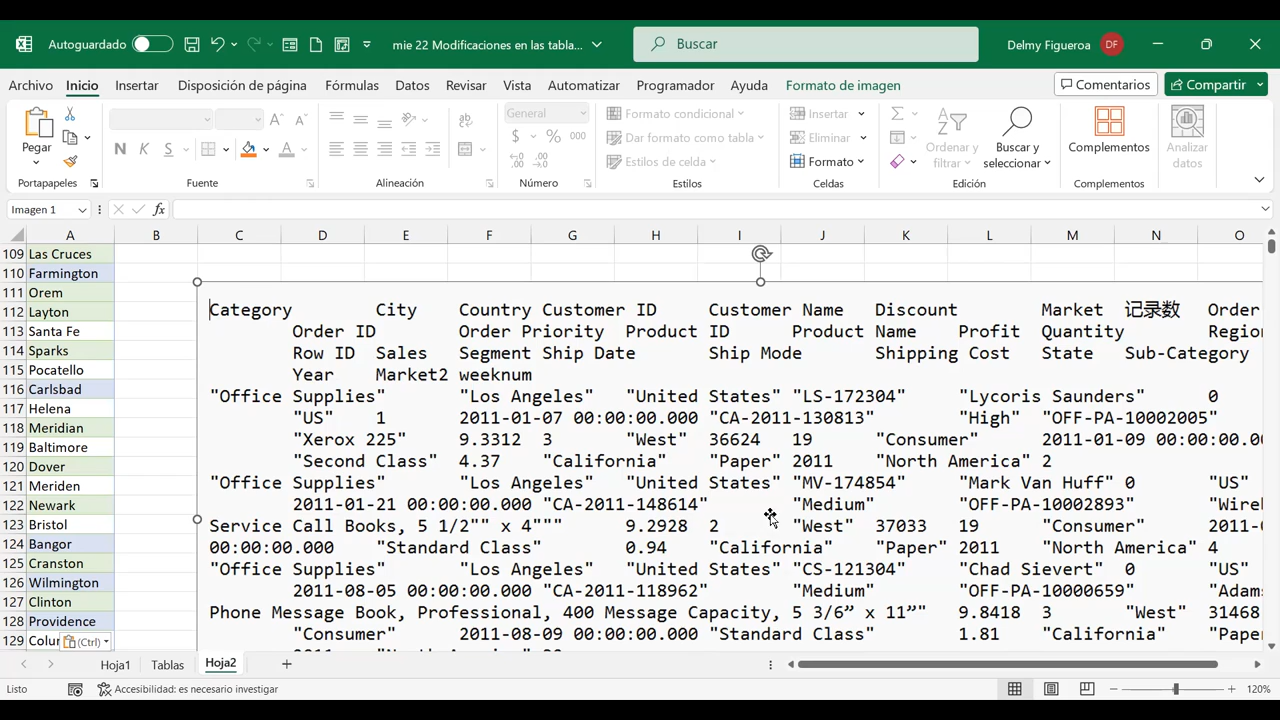 Autoguardado mie 22 Modificaciones en las tabla... Buscar Delmy Figueroa DF
Archivo Inicio Insertar Disposición de página Fórmulas Datos Revisar Vista Automatizar Programador Ayuda Formato de imagen Comentarios Compartir
Pegar
General
Formato condicional
Dar formato como tabla
Estilos de celda
Insertar
Eliminar
Formato
Ordenar y filtrar
Buscar y seleccionar
Complementos
Analizar datos
N K S
$ % 000
Portapapeles Fuente Alineación Número Estilos Celdas Edición Complementos
Imagen 1 fx
A B C D E F G H I J K L M N O
109 Las Cruces
110 Farmington
111 Orem
112 Layton
113 Santa Fe
114 Sparks
115 Pocatello
116 Carlsbad
117 Helena
118 Meridian
119 Baltimore
120 Dover
121 Meriden
122 Newark
123 Bristol
124 Bangor
125 Cranston
126 Wilmington
127 Clinton
128 Providence
129 Colu
(Ctrl)
Category City Country Customer ID Customer Name Discount Market 记录数 Order
Order ID Order Priority Product ID Product Name Profit Quantity Region
Row ID Sales Segment Ship Date Ship Mode Shipping Cost State Sub-Category
Year Market2 weeknum
"Office Supplies" "Los Angeles" "United States" "LS-172304" "Lycoris Saunders" 0
"US" 1 2011-01-07 00:00:00.000 "CA-2011-130813" "High" "OFF-PA-10002005"
"Xerox 225" 9.3312 3 "West" 36624 19 "Consumer" 2011-01-09 00:00:00.0
"Second Class" 4.37 "California" "Paper" 2011 "North America" 2
"Office Supplies" "Los Angeles" "United States" "MV-174854" "Mark Van Huff" 0 "US"
2011-01-21 00:00:00.000 "CA-2011-148614" "Medium" "OFF-PA-10002893" "Wirel
Service Call Books, 5 1/2"" x 4""" 9.2928 2 "West" 37033 19 "Consumer" 2011-0
00:00:00.000 "Standard Class" 0.94 "California" "Paper" 2011 "North America" 4
"Office Supplies" "Los Angeles" "United States" "CS-121304" "Chad Sievert" 0 "US"
2011-08-05 00:00:00.000 "CA-2011-118962" "Medium" "OFF-PA-10000659" "Adams
Phone Message Book, Professional, 400 Message Capacity, 5 3/6” x 11”" 9.8418 3 "West" 31468
"Consumer" 2011-08-09 00:00:00.000 "Standard Class" 1.81 "California" "Pape
Hoja1 Tablas Hoja2
Listo Accesibilidad: es necesario investigar 120%